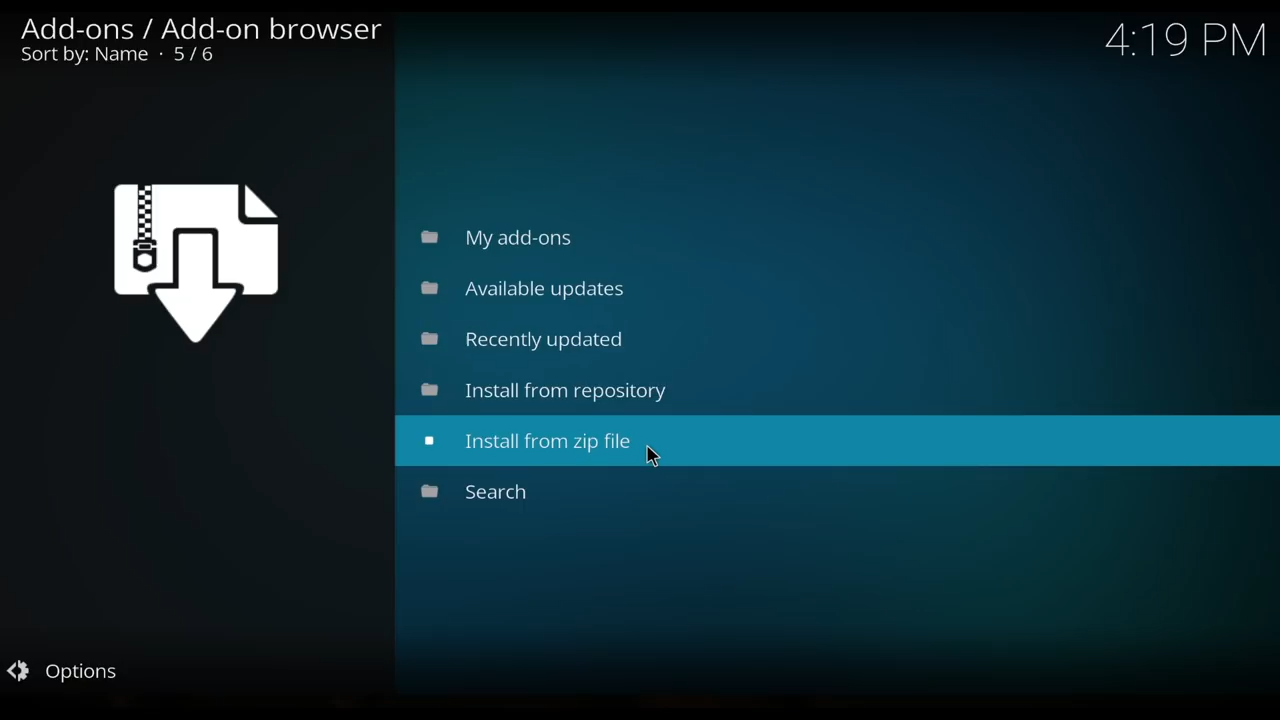 Add-ons / Add-on browser
Sort by: Name · 5 / 6
4:19 PM
My add-ons
Available updates
Recently updated
Install from repository
Install from zip file
Search
Options